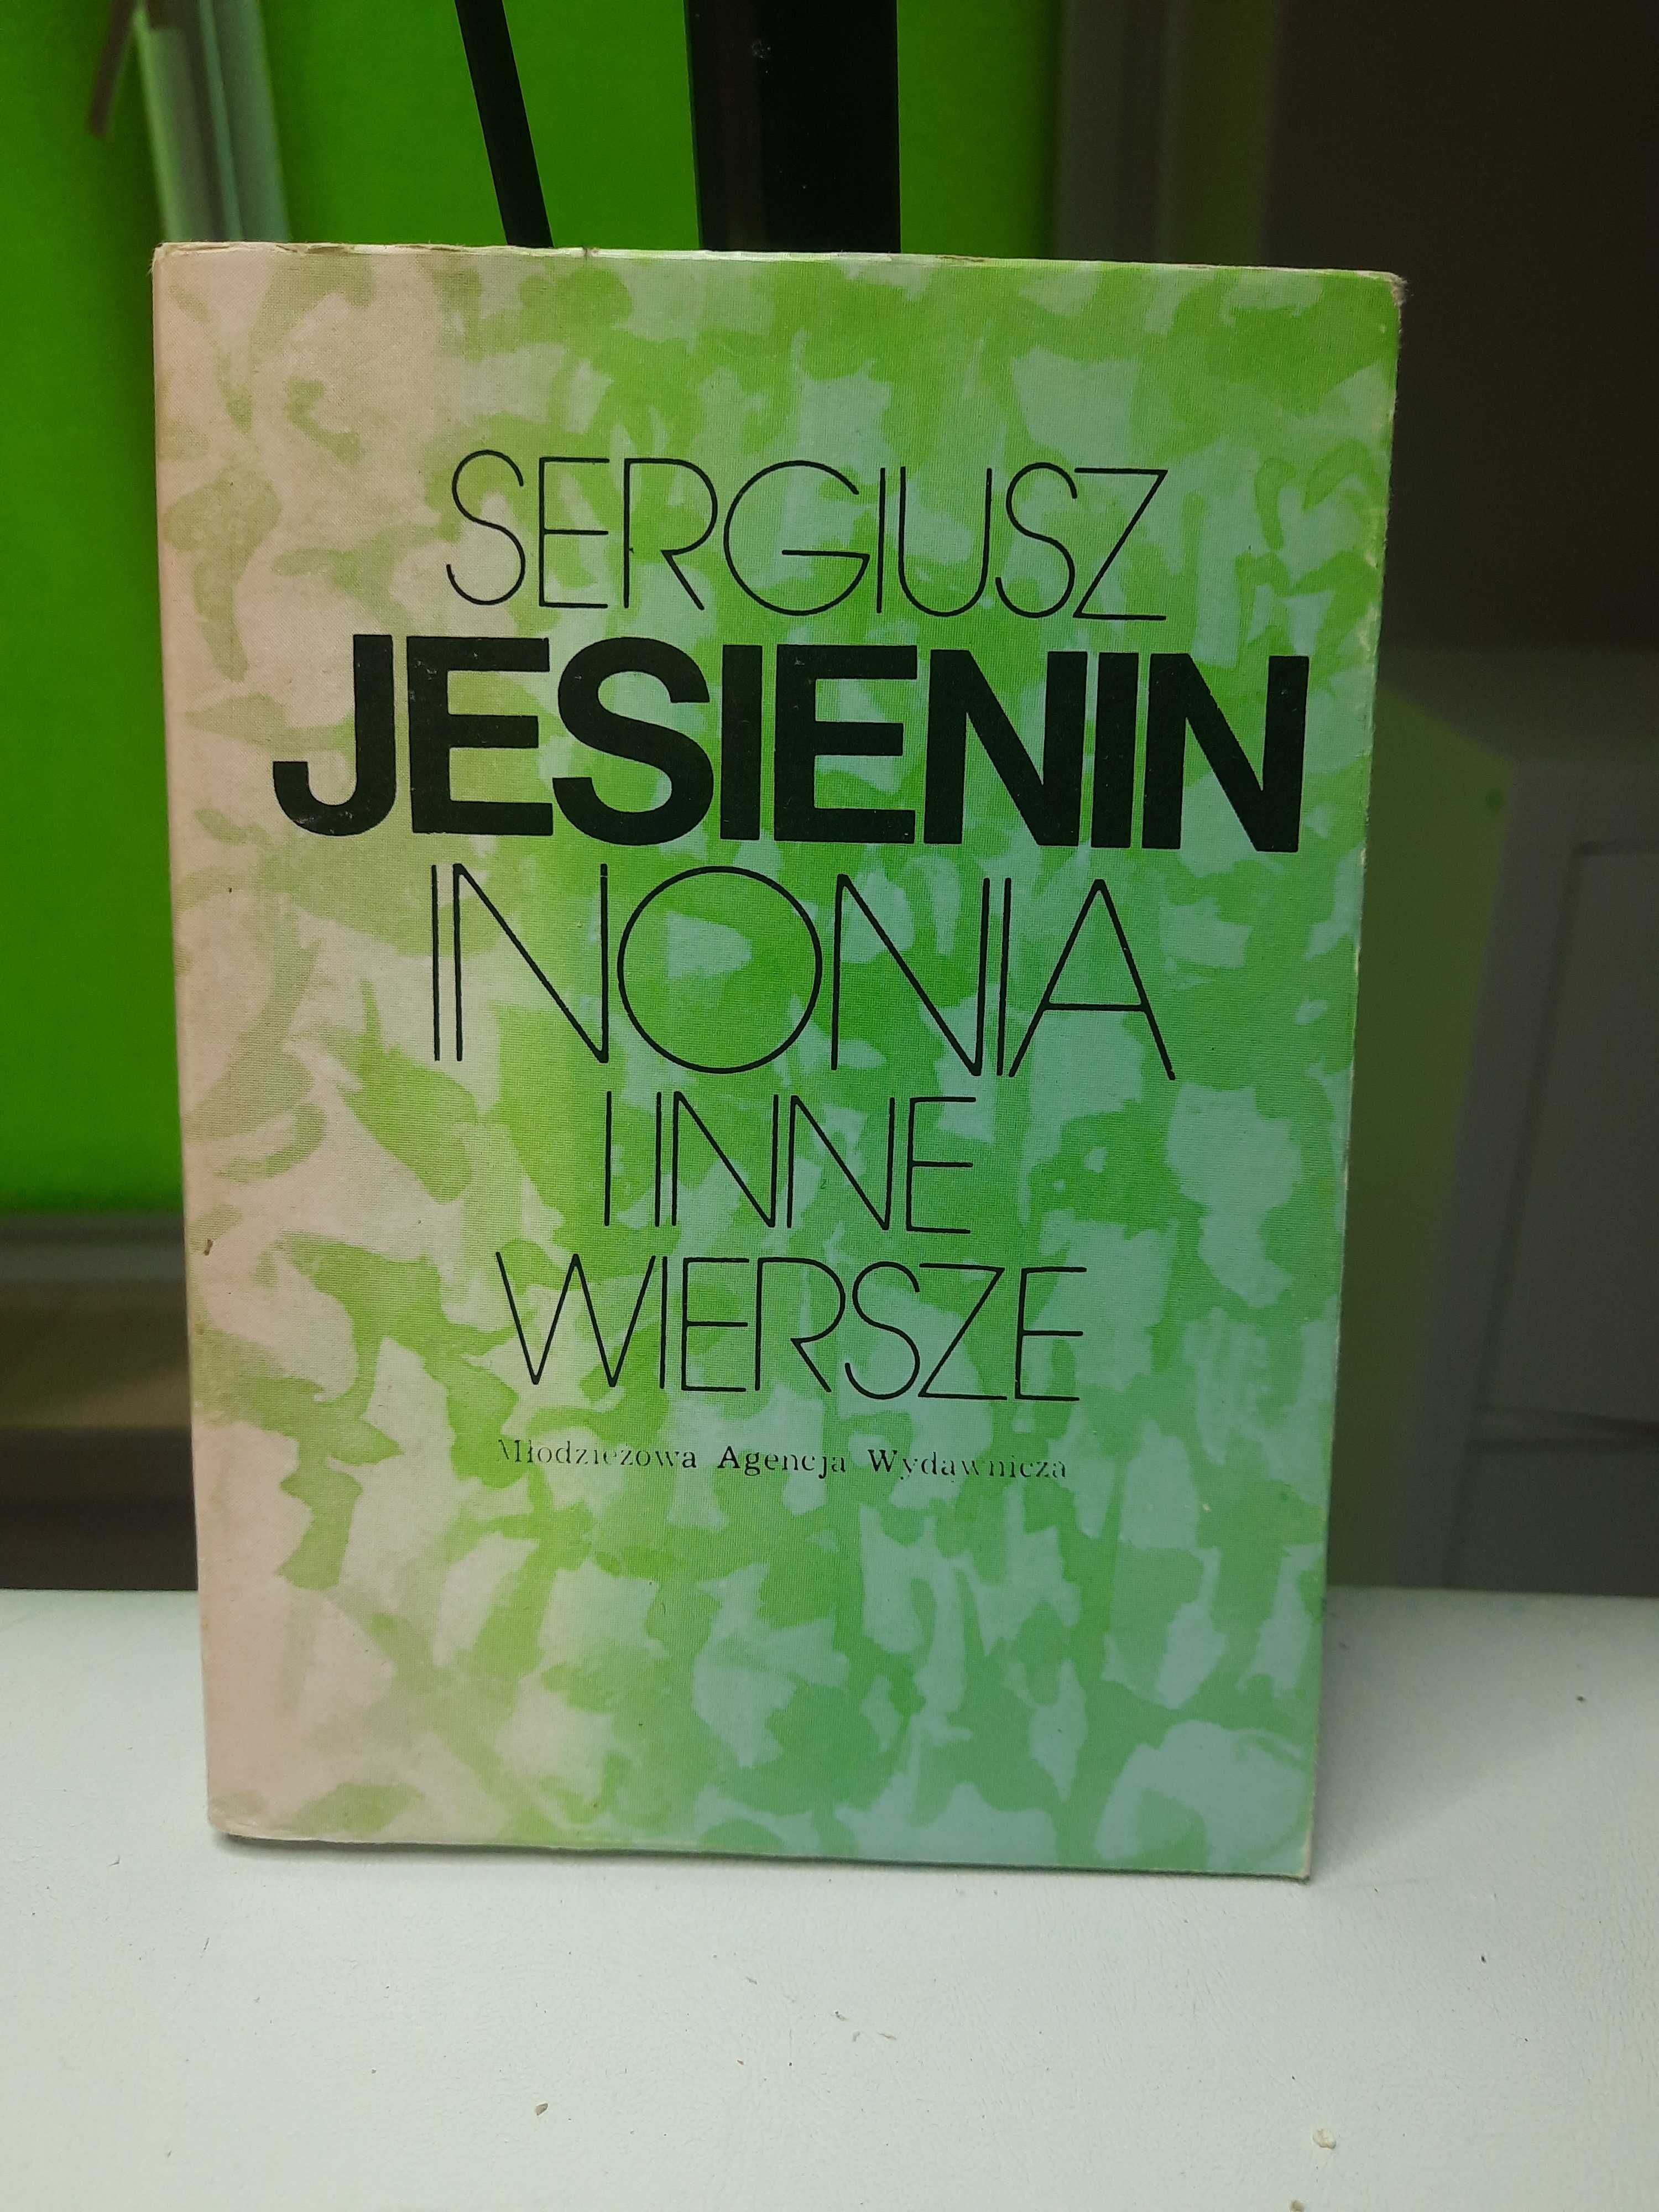 SERGIUSZ
JESIENIN
INONIA
I INNE
WIERSZE
Młodzieżowa Agencja Wydawnicza